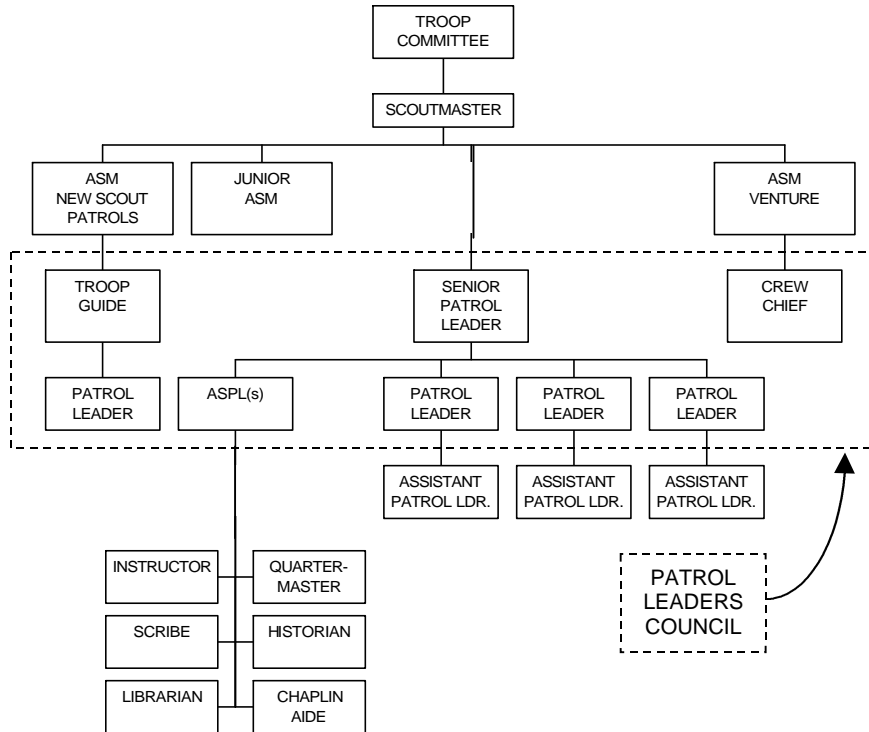 TROOP
COMMITTEE
SCOUTMASTER
ASM
NEW SCOUT
PATROLS
JUNIOR
ASM
ASM
VENTURE
TROOP
GUIDE
SENIOR
PATROL
LEADER
CREW
CHIEF
PATROL
LEADER
ASPL(s)
PATROL
LEADER
PATROL
LEADER
PATROL
LEADER
ASSISTANT
PATROL LDR.
ASSISTANT
PATROL LDR.
ASSISTANT
PATROL LDR.
INSTRUCTOR
QUARTER-
MASTER
SCRIBE
HISTORIAN
LIBRARIAN
CHAPLIN
AIDE
PATROL
LEADERS
COUNCIL